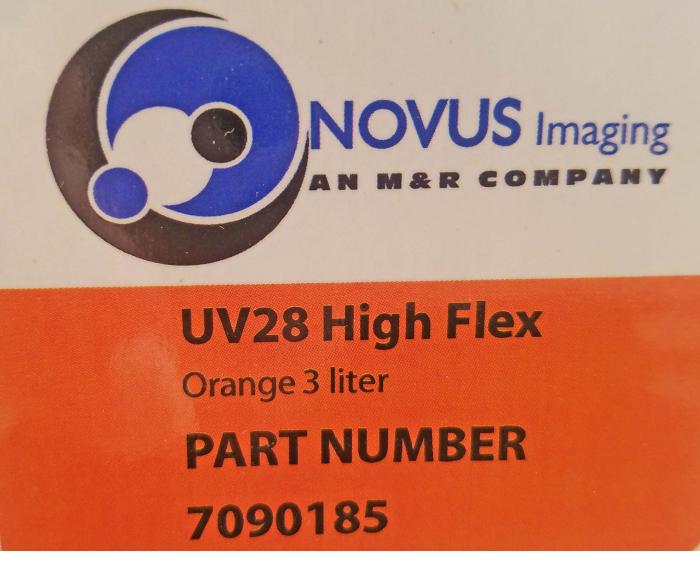 NOVUS Imaging
AN M&R COMPANY
UV28 High Flex
Orange 3 liter
PART NUMBER
7090185